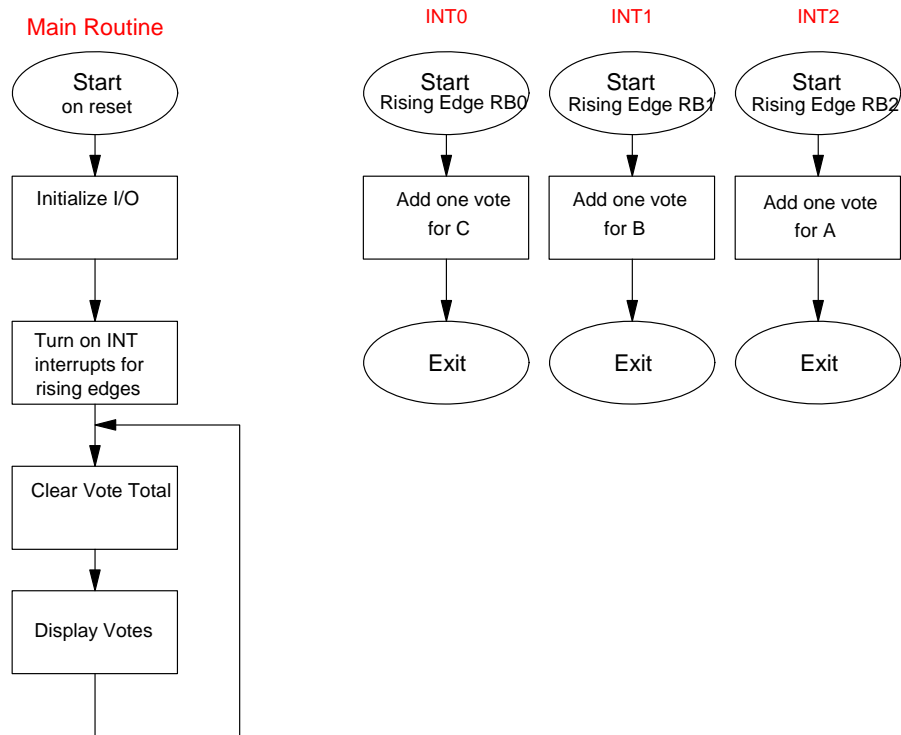 Main Routine
Start
on reset
Initialize I/O
Turn on INT
interrupts for
rising edges
Clear Vote Total
Display Votes
INT0
Start
Rising Edge RB0
Add one vote
for C
Exit
INT1
Start
Rising Edge RB1
Add one vote
for B
Exit
INT2
Start
Rising Edge RB2
Add one vote
for A
Exit